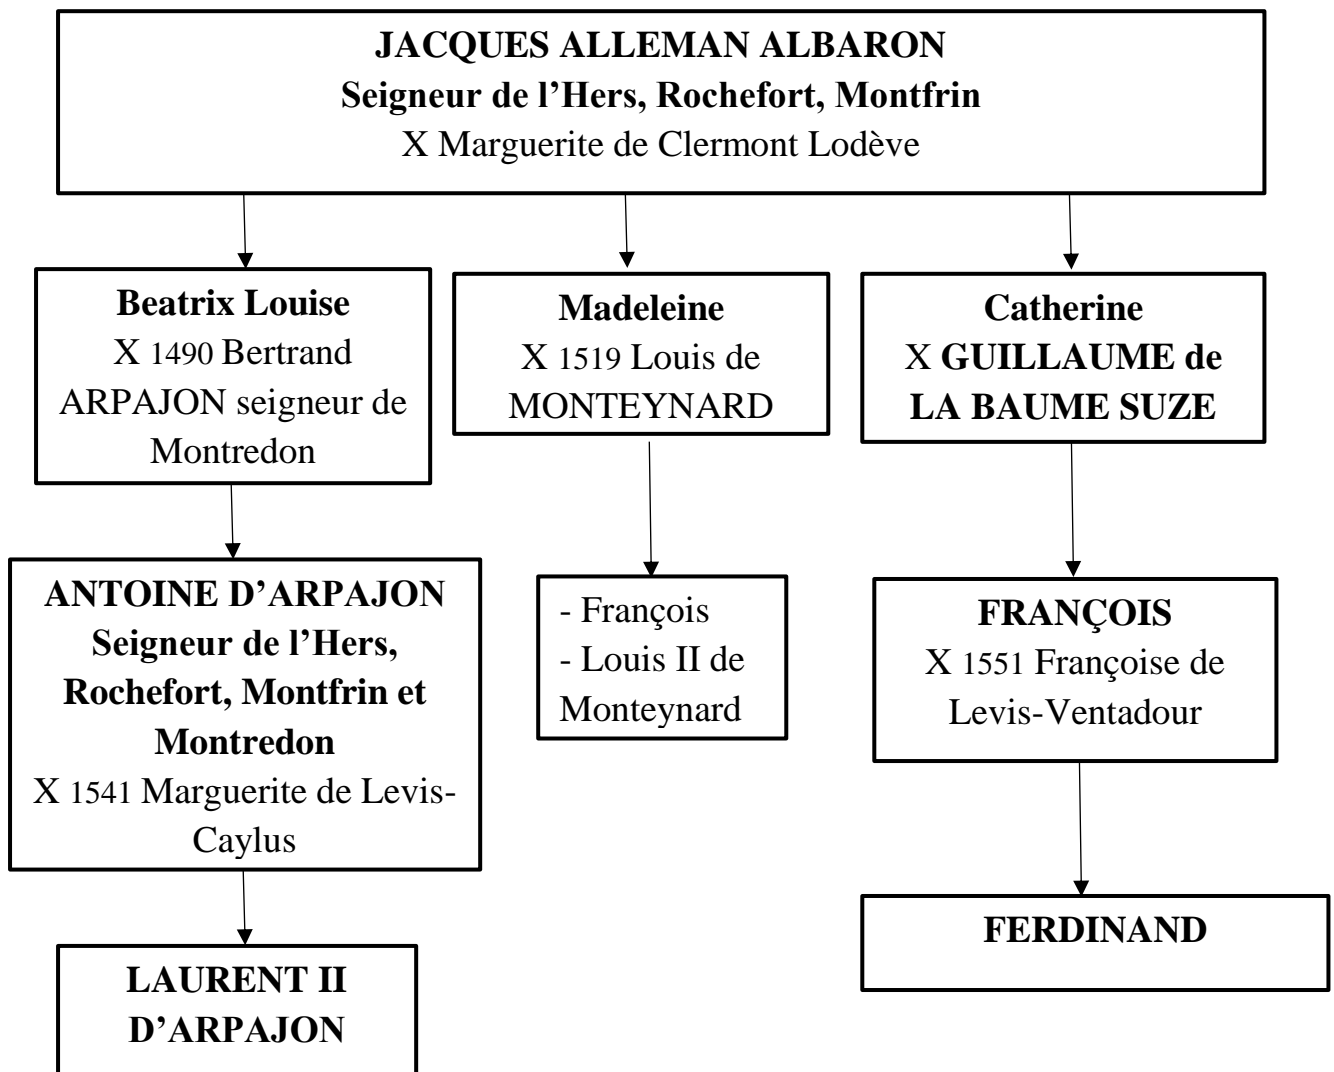 JACQUES ALLEMAN ALBARON
Seigneur de l’Hers, Rochefort, Montfrin
X Marguerite de Clermont Lodève
Beatrix Louise
X 1490 Bertrand
ARPAJON seigneur de
Montredon
Madeleine
X 1519 Louis de
MONTEYNARD
Catherine
X GUILLAUME de
LA BAUME SUZE
ANTOINE D’ARPAJON
Seigneur de l’Hers,
Rochefort, Montfrin et
Montredon
X 1541 Marguerite de Levis-
Caylus
- François
- Louis II de
Monteynard
FRANÇOIS
X 1551 Françoise de
Levis-Ventadour
LAURENT II
D’ARPAJON
FERDINAND